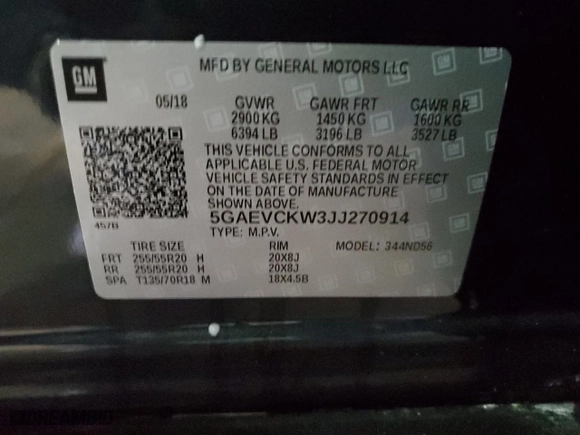 GM
MFD BY GENERAL MOTORS LLC
05/18 GVWR GAWR FRT GAWR RR
2900 KG 1450 KG 1600 KG
6394 LB 3196 LB 3527 LB
THIS VEHICLE CONFORMS TO ALL
APPLICABLE U.S. FEDERAL MOTOR
VEHICLE SAFETY STANDARDS IN EFFECT
ON THE DATE OF MANUFACTURE
SHOWN ABOVE.
457B 5GAEVCKW3JJ270914
TYPE: M.P.V. MODEL: 344ND56
TIRE SIZE RIM
FRT 255/55R20 H 20X8J
RR 255/55R20 H 20X8J
SPA T135/70R18 M 18X4.5B
DREAMBID